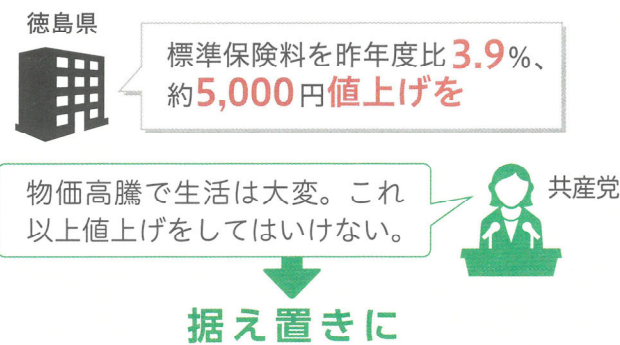 徳島県
標準保険料を昨年度比3.9%、
約5,000円値上げを
物価高騰で生活は大変。これ
以上値上げをしてはいけない。
共産党
据え置きに